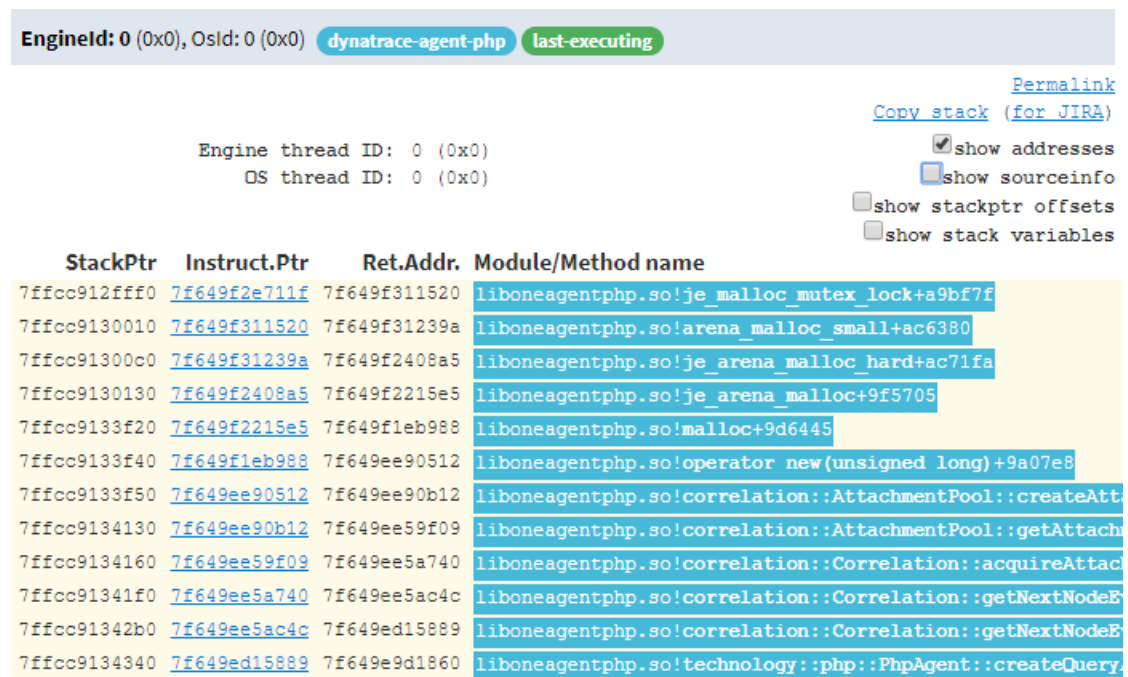 EngineId: 0 (0x0), OsId: 0 (0x0) dynatrace-agent-php last-executing
Permalink
Copy stack (for JIRA)
Engine thread ID: 0 (0x0)
OS thread ID: 0 (0x0)
show addresses
show sourceinfo
show stackptr offsets
show stack variables
StackPtr Instruct.Ptr Ret.Addr. Module/Method name
7ffcc912fff0 7f649f2e711f 7f649f311520 liboneagentphp.so!je_malloc_mutex_lock+a9bf7f
7ffcc9130010 7f649f311520 7f649f31239a liboneagentphp.so!arena_malloc_small+ac6380
7ffcc91300c0 7f649f31239a 7f649f2408a5 liboneagentphp.so!je_arena_malloc_hard+ac71fa
7ffcc9130130 7f649f2408a5 7f649f2215e5 liboneagentphp.so!je_arena_malloc+9f5705
7ffcc9133f20 7f649f2215e5 7f649f1eb988 liboneagentphp.so!malloc+9d6445
7ffcc9133f40 7f649f1eb988 7f649ee90512 liboneagentphp.so!operator new(unsigned long)+9a07e8
7ffcc9133f50 7f649ee90512 7f649ee90b12 liboneagentphp.so!correlation::AttachmentPool::createAtta
7ffcc9134130 7f649ee90b12 7f649ee59f09 liboneagentphp.so!correlation::AttachmentPool::getAttachm
7ffcc9134160 7f649ee59f09 7f649ee5a740 liboneagentphp.so!correlation::Correlation::acquireAttach
7ffcc91341f0 7f649ee5a740 7f649ee5ac4c liboneagentphp.so!correlation::Correlation::getNextNodeEv
7ffcc91342b0 7f649ee5ac4c 7f649ed15889 liboneagentphp.so!correlation::Correlation::getNextNodeEv
7ffcc9134340 7f649ed15889 7f649e9d1860 liboneagentphp.so!technology::php::PhpAgent::createQueryA